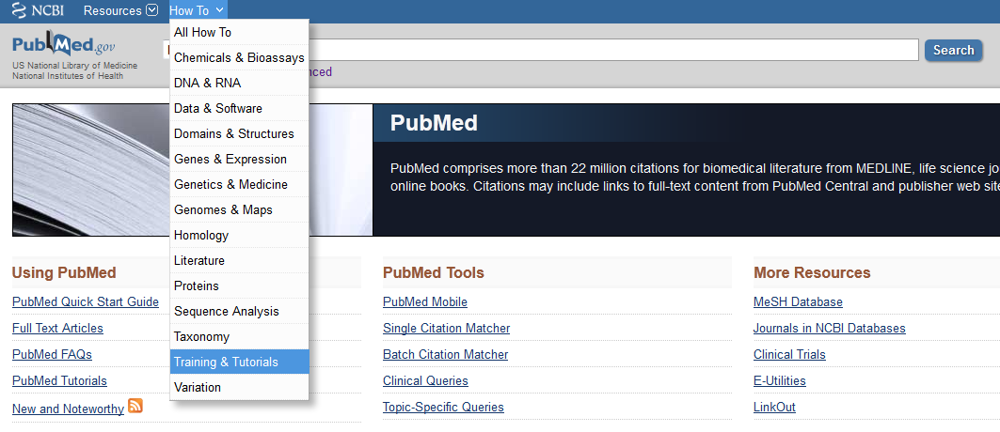 NCBI Resources How To
All How To
Chemicals & Bioassays
DNA & RNA
Data & Software
Domains & Structures
Genes & Expression
Genetics & Medicine
Genomes & Maps
Homology
Literature
Proteins
Sequence Analysis
Taxonomy
Training & Tutorials
Variation
PubMed.gov
US National Library of Medicine
National Institutes of Health
Search
PubMed
PubMed comprises more than 22 million citations for biomedical literature from MEDLINE, life science
online books. Citations may include links to full-text content from PubMed Central and publisher web
Using PubMed
PubMed Quick Start Guide
Full Text Articles
PubMed FAQs
PubMed Tutorials
New and Noteworthy
PubMed Tools
PubMed Mobile
Single Citation Matcher
Batch Citation Matcher
Clinical Queries
Topic-Specific Queries
More Resources
MeSH Database
Journals in NCBI Databases
Clinical Trials
E-Utilities
LinkOut